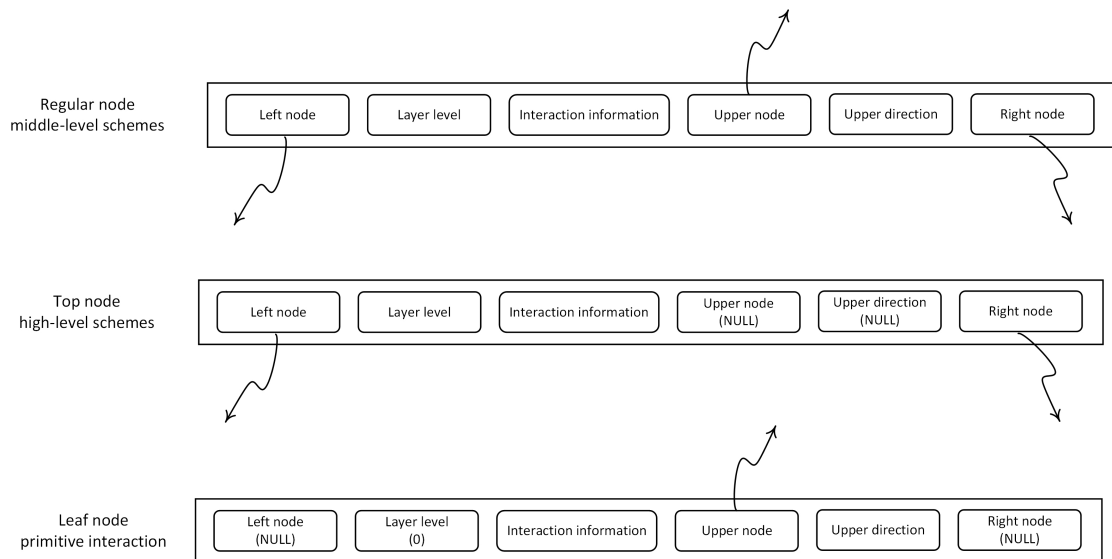 Regular node
middle-level schemes
Left node
Layer level
Interaction information
Upper node
Upper direction
Right node
Top node
high-level schemes
Left node
Layer level
Interaction information
Upper node
(NULL)
Upper direction
(NULL)
Right node
Leaf node
primitive interaction
Left node
(NULL)
Layer level
(0)
Interaction information
Upper node
Upper direction
Right node
(NULL)